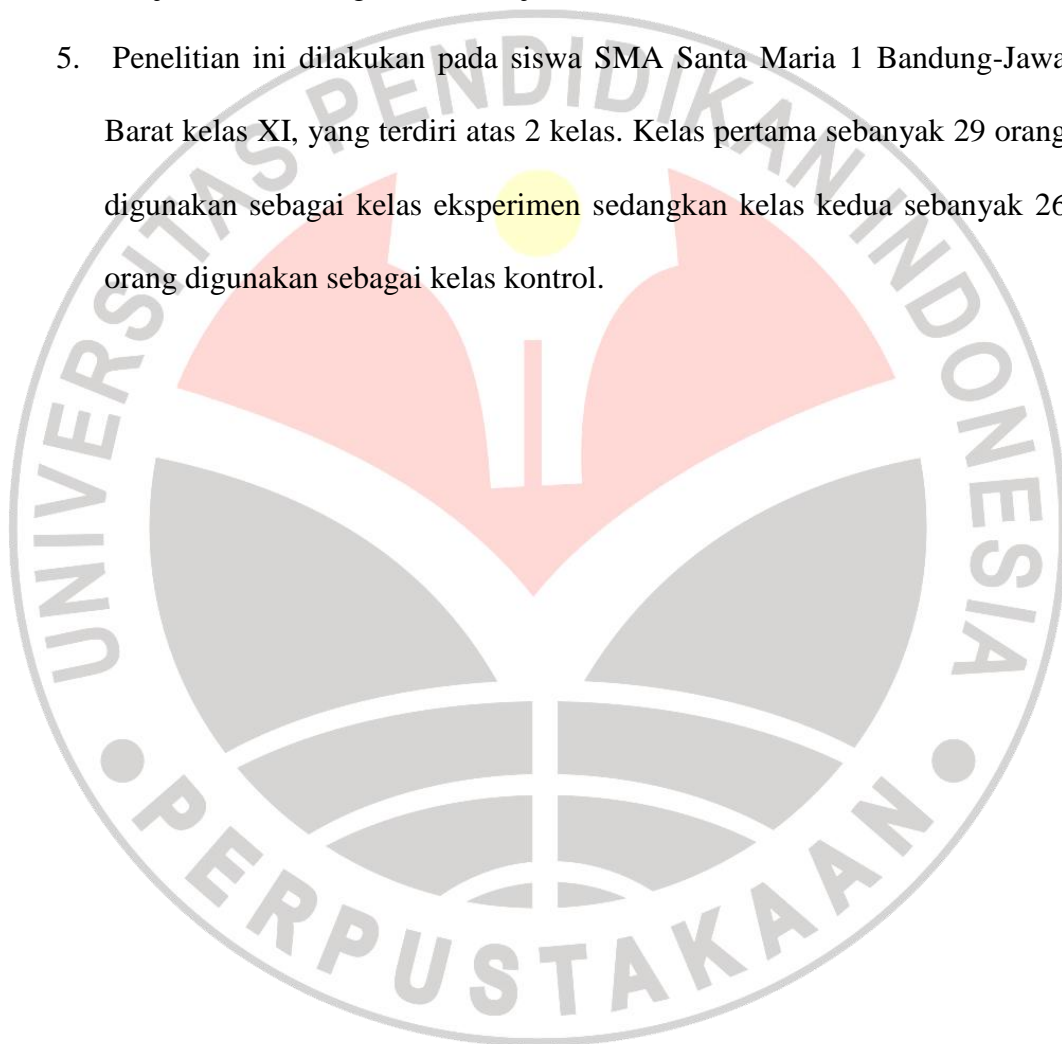 5. Penelitian ini dilakukan pada siswa SMA Santa Maria 1 Bandung-Jawa
Barat kelas XI, yang terdiri atas 2 kelas. Kelas pertama sebanyak 29 orang
digunakan sebagai kelas eksperimen sedangkan kelas kedua sebanyak 26
orang digunakan sebagai kelas kontrol.
UNIVERSITAS PENDIDIKAN INDONESIA
PERPUSTAKAAN